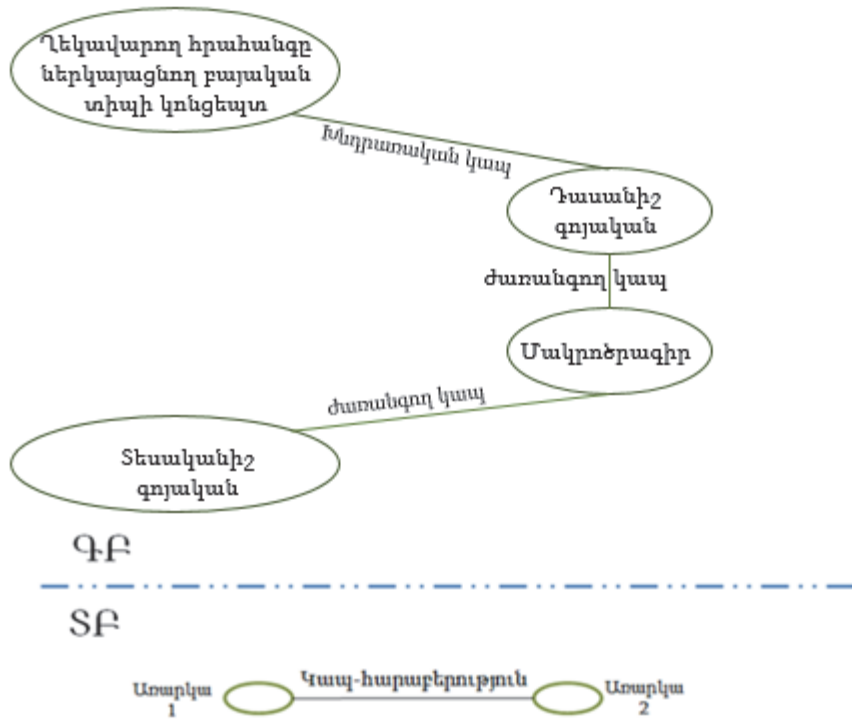 Ղեկավարող հրահանգը
ներկայացնող բայական
տիպի կոնցեպտ
Խնդրառական կապ
Դասանիշ
գոյական
Ժառանգող կապ
Մակրոծրագիր
Ժառանգող կապ
Տեսականիշ
գոյական
ԳԲ
ՏԲ
Առարկա
1
Կապ-հարաբերություն
Առարկա
2